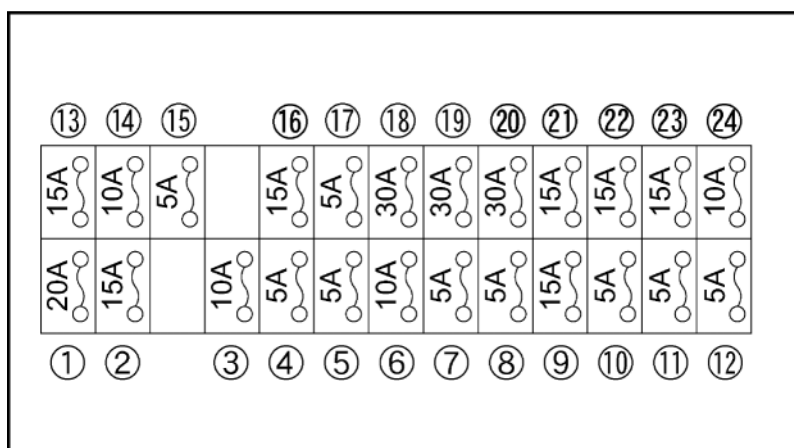 ⑬ ⑭ ⑮ ⑯ ⑰ ⑱ ⑲ ⑳ ㉑ ㉒ ㉓ ㉔
15A 10A 5A 15A 5A 30A 30A 30A 15A 15A 15A 10A
20A 15A 10A 5A 5A 10A 5A 5A 15A 5A 5A 5A
① ② ③ ④ ⑤ ⑥ ⑦ ⑧ ⑨ ⑩ ⑪ ⑫